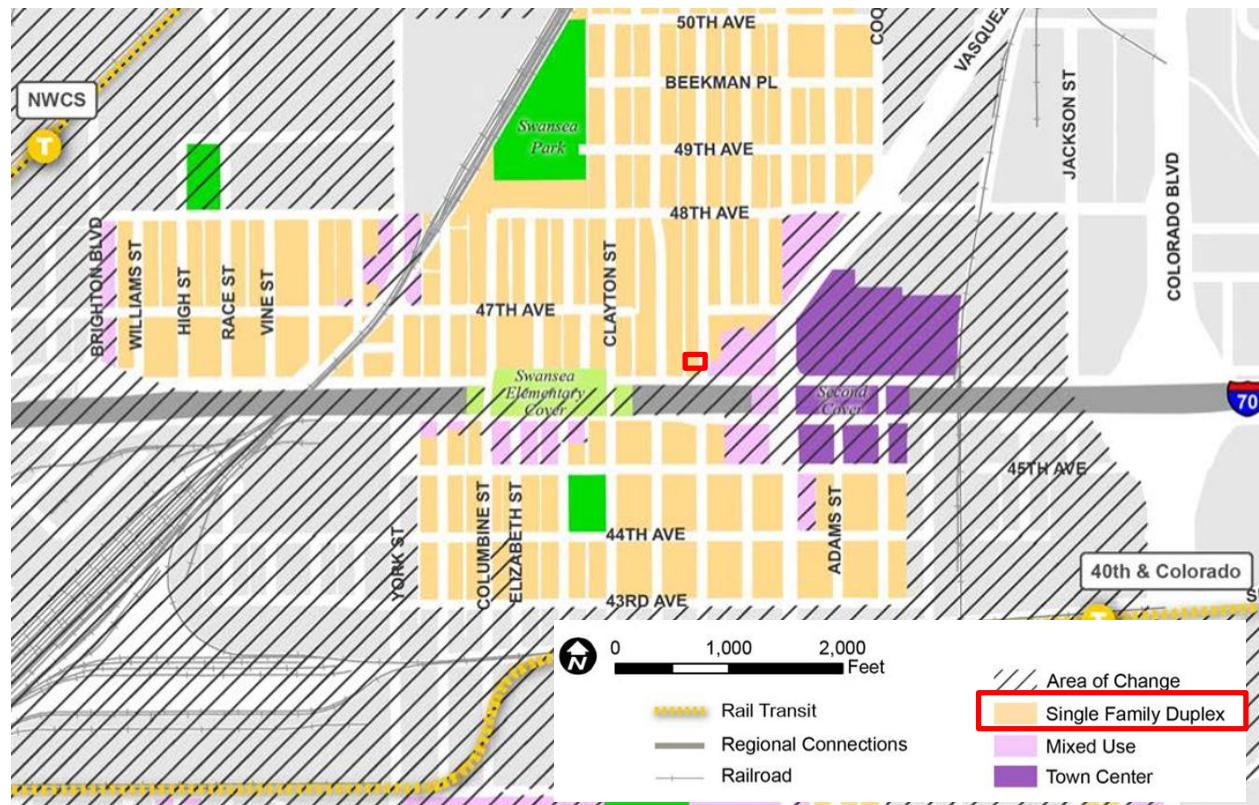 50TH AVE
VASQUEZ
NWCS
BEEKMAN PL
JACKSON ST
T
Swansea
Park
49TH AVE
COLORADO BLVD
48TH AVE
BRIGHTON BLVD
WILLIAMS ST
HIGH ST
RACE ST
VINE ST
CLAYTON ST
47TH AVE
Swansea
Elementary
Cover
Second
Cover
70
45TH AVE
YORK ST
COLUMBINE ST
ELIZABETH ST
44TH AVE
ADAMS ST
40th & Colorado
43RD AVE
N
0 1,000 2,000
Feet
Area of Change
Rail Transit
Single Family Duplex
Regional Connections
Mixed Use
Railroad
Town Center